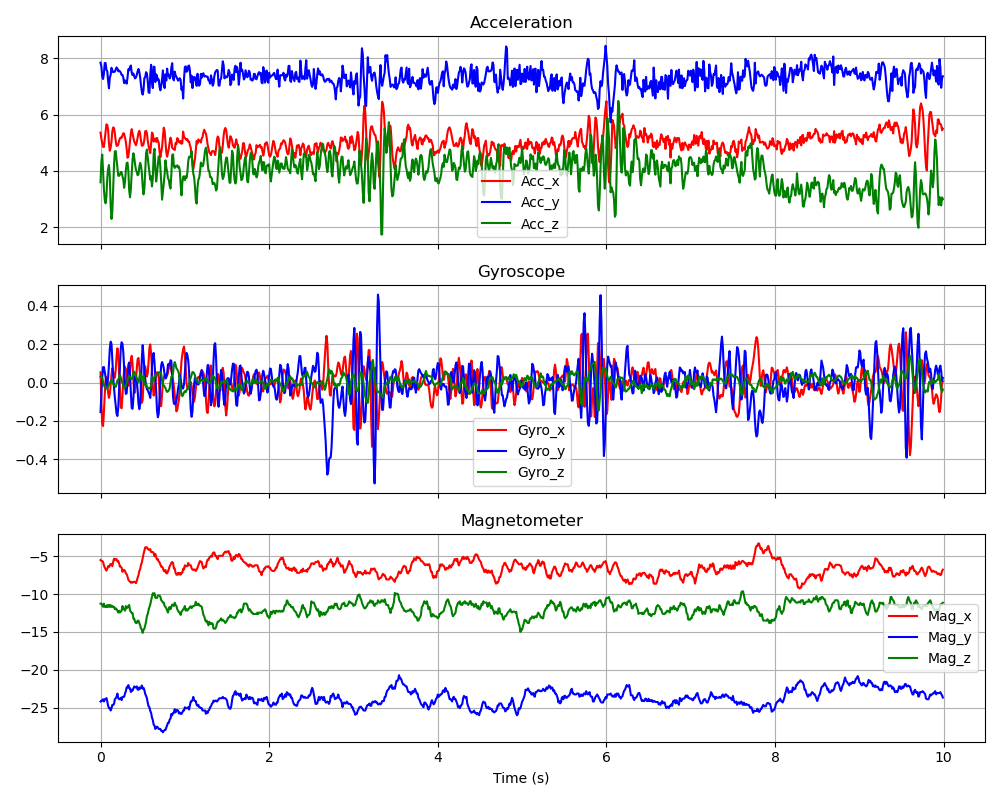 Acceleration
8
6
4
2
Acc_x
Acc_y
Acc_z
Gyroscope
0.4
0.2
0.0
−0.2
−0.4
Gyro_x
Gyro_y
Gyro_z
Magnetometer
−5
−10
−15
−20
−25
Mag_x
Mag_y
Mag_z
0 2 4 6 8 10
Time (s)